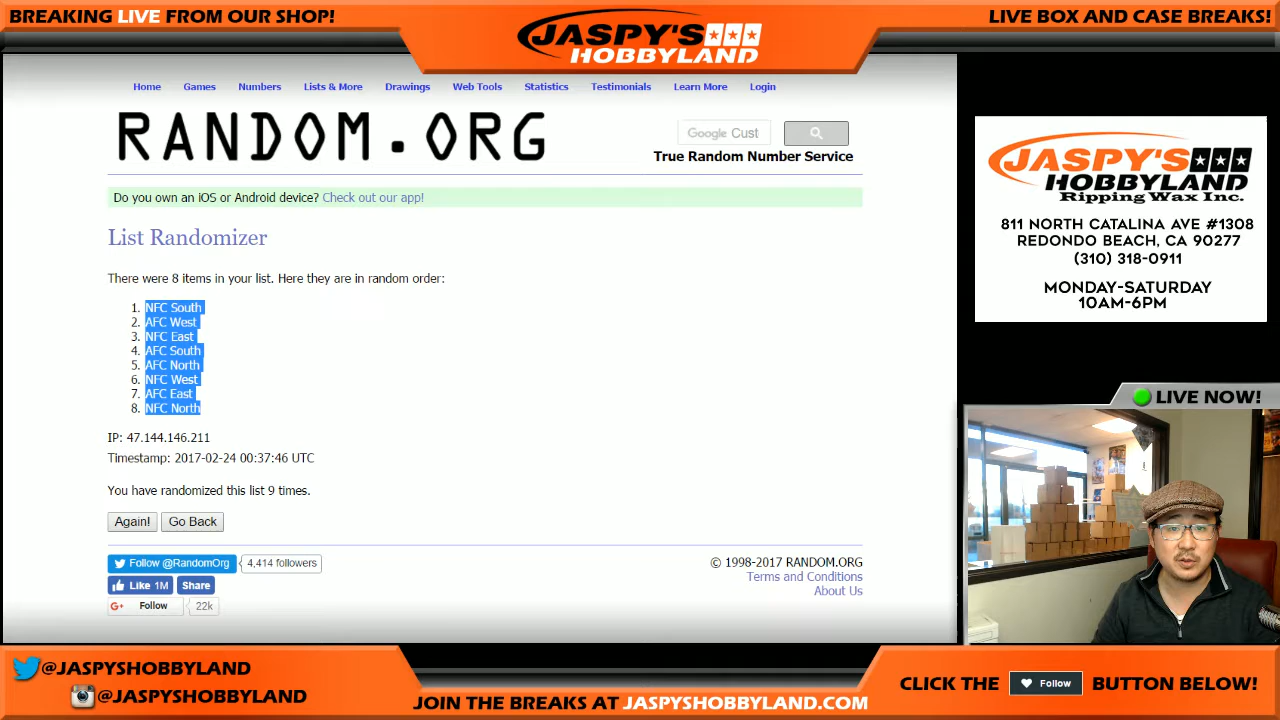 BREAKING LIVE FROM OUR SHOP!
JASPY'S
HOBBYLAND
LIVE BOX AND CASE BREAKS!
Home Games Numbers Lists & More Drawings Web Tools Statistics Testimonials Learn More Login
RANDOM.ORG
Google Cust
True Random Number Service
Do you own an iOS or Android device? Check out our app!
List Randomizer
There were 8 items in your list. Here they are in random order:
1. NFC South
2. AFC West
3. NFC East
4. AFC South
5. AFC North
6. NFC West
7. AFC East
8. NFC North
IP: 47.144.146.211
Timestamp: 2017-02-24 00:37:46 UTC
You have randomized this list 9 times.
Again! Go Back
Follow @RandomOrg 4,414 followers
Like 1M Share
G+ Follow 22k
© 1998-2017 RANDOM.ORG
Terms and Conditions
About Us
JASPY'S
HOBBYLAND
Ripping Wax Inc.
811 NORTH CATALINA AVE #1308
REDONDO BEACH, CA 90277
(310) 318-0911
MONDAY-SATURDAY
10AM-6PM
LIVE NOW!
@JASPYSHOBBYLAND
@JASPYSHOBBYLAND
JOIN THE BREAKS AT JASPYSHOBBYLAND.COM
CLICK THE Follow BUTTON BELOW!